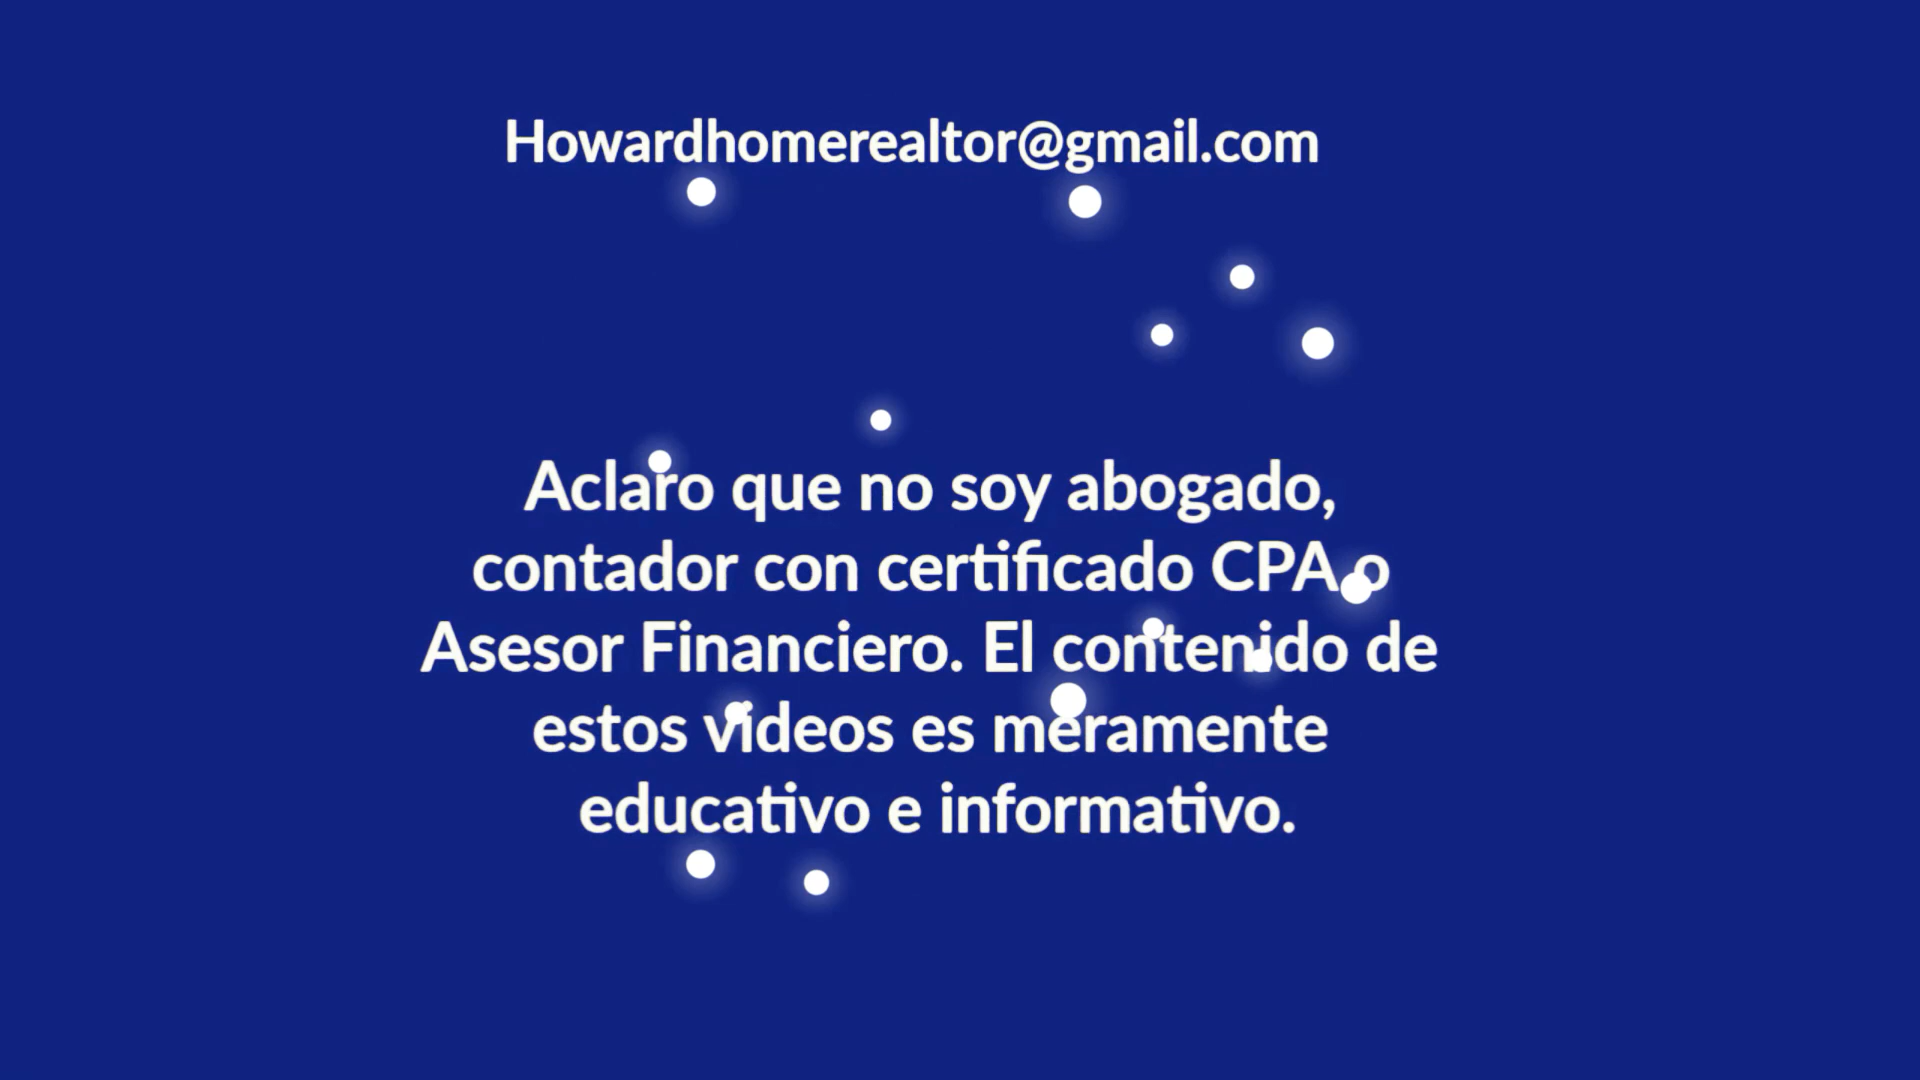 Howardhomerealtor@gmail.com
Aclaro que no soy abogado,
contador con certificado CPA o
Asesor Financiero. El contenido de
estos videos es meramente
educativo e informativo.